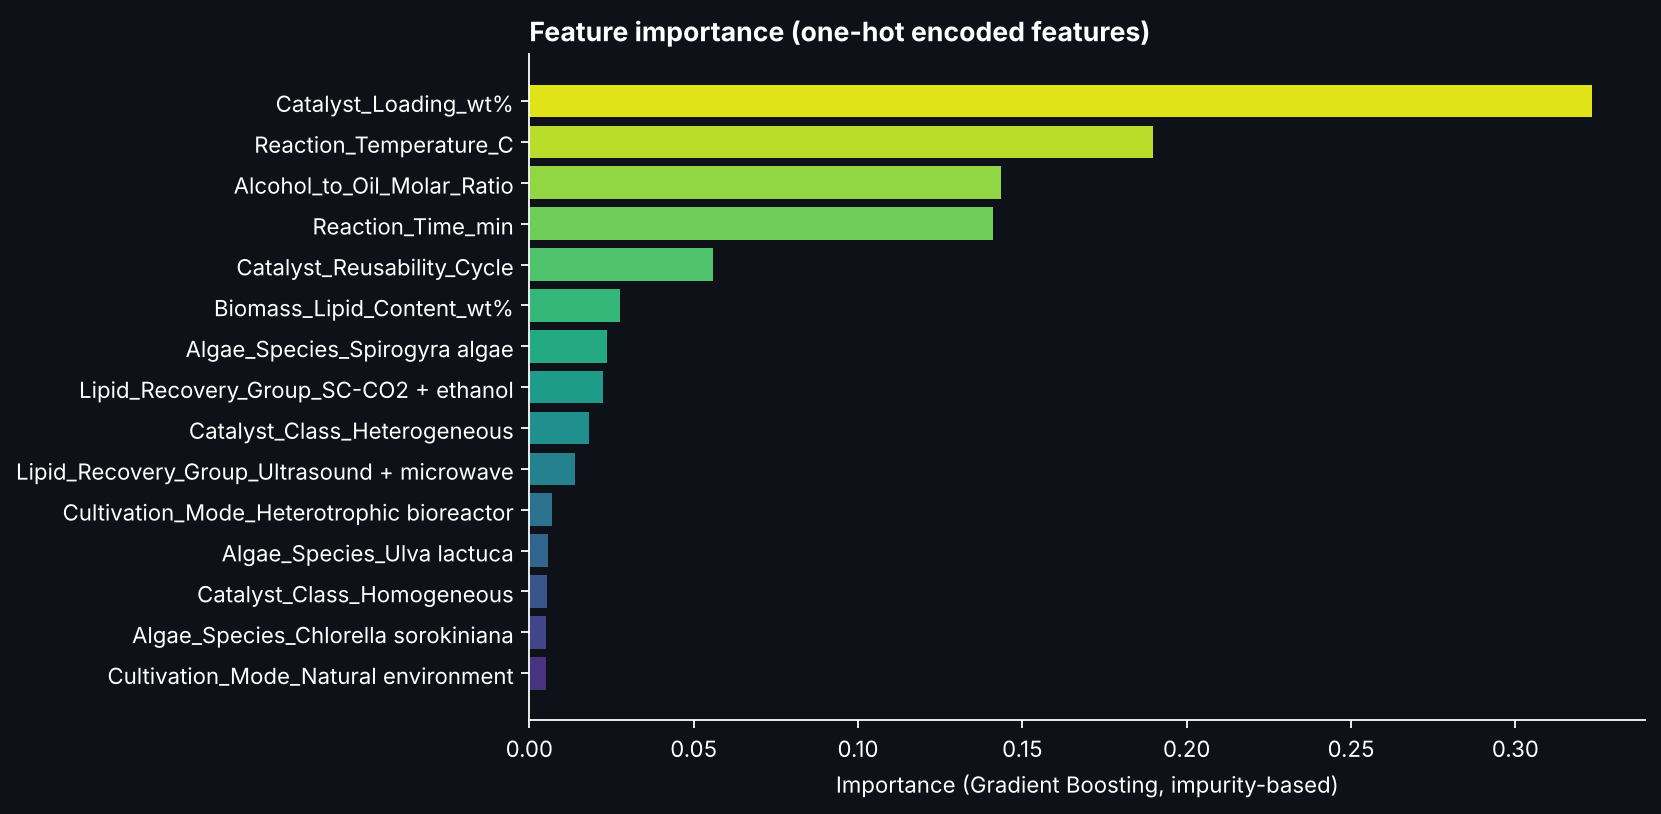 Feature importance (one-hot encoded features)
Catalyst_Loading_wt%
Reaction_Temperature_C
Alcohol_to_Oil_Molar_Ratio
Reaction_Time_min
Catalyst_Reusability_Cycle
Biomass_Lipid_Content_wt%
Algae_Species_Spirogyra algae
Lipid_Recovery_Group_SC-CO2 + ethanol
Catalyst_Class_Heterogeneous
Lipid_Recovery_Group_Ultrasound + microwave
Cultivation_Mode_Heterotrophic bioreactor
Algae_Species_Ulva lactuca
Catalyst_Class_Homogeneous
Algae_Species_Chlorella sorokiniana
Cultivation_Mode_Natural environment
0.00 0.05 0.10 0.15 0.20 0.25 0.30
Importance (Gradient Boosting, impurity-based)